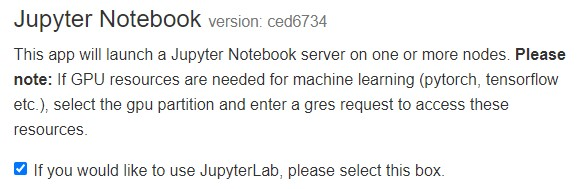 Jupyter Notebook version: ced6734
This app will launch a Jupyter Notebook server on one or more nodes. Please
note: If GPU resources are needed for machine learning (pytorch, tensorflow
etc.), select the gpu partition and enter a gres request to access these
resources.
If you would like to use JupyterLab, please select this box.